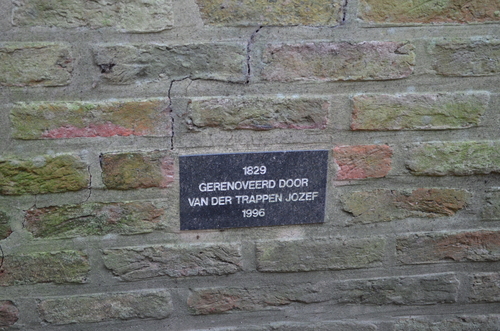 1829
GERENOVEERD DOOR
VAN DER TRAPPEN JOZEF
1996